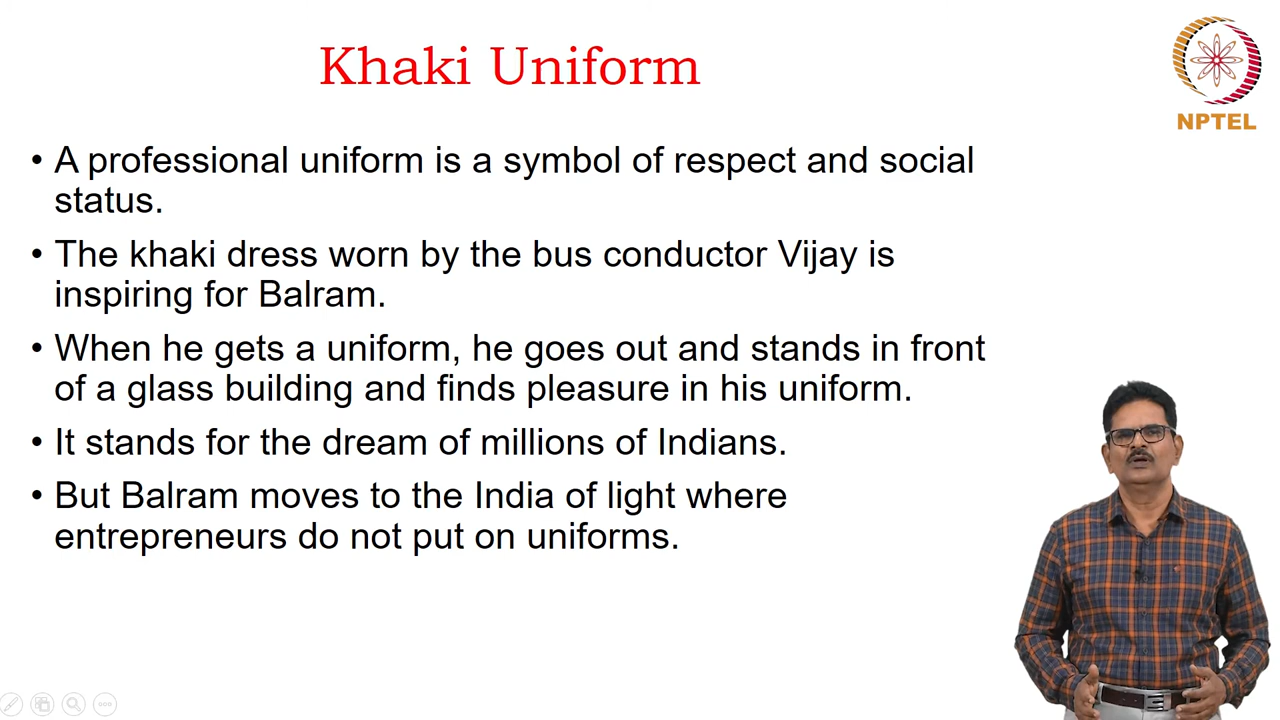 Khaki Uniform
NPTEL
• A professional uniform is a symbol of respect and social
status.
• The khaki dress worn by the bus conductor Vijay is
inspiring for Balram.
• When he gets a uniform, he goes out and stands in front
of a glass building and finds pleasure in his uniform.
• It stands for the dream of millions of Indians.
• But Balram moves to the India of light where
entrepreneurs do not put on uniforms.